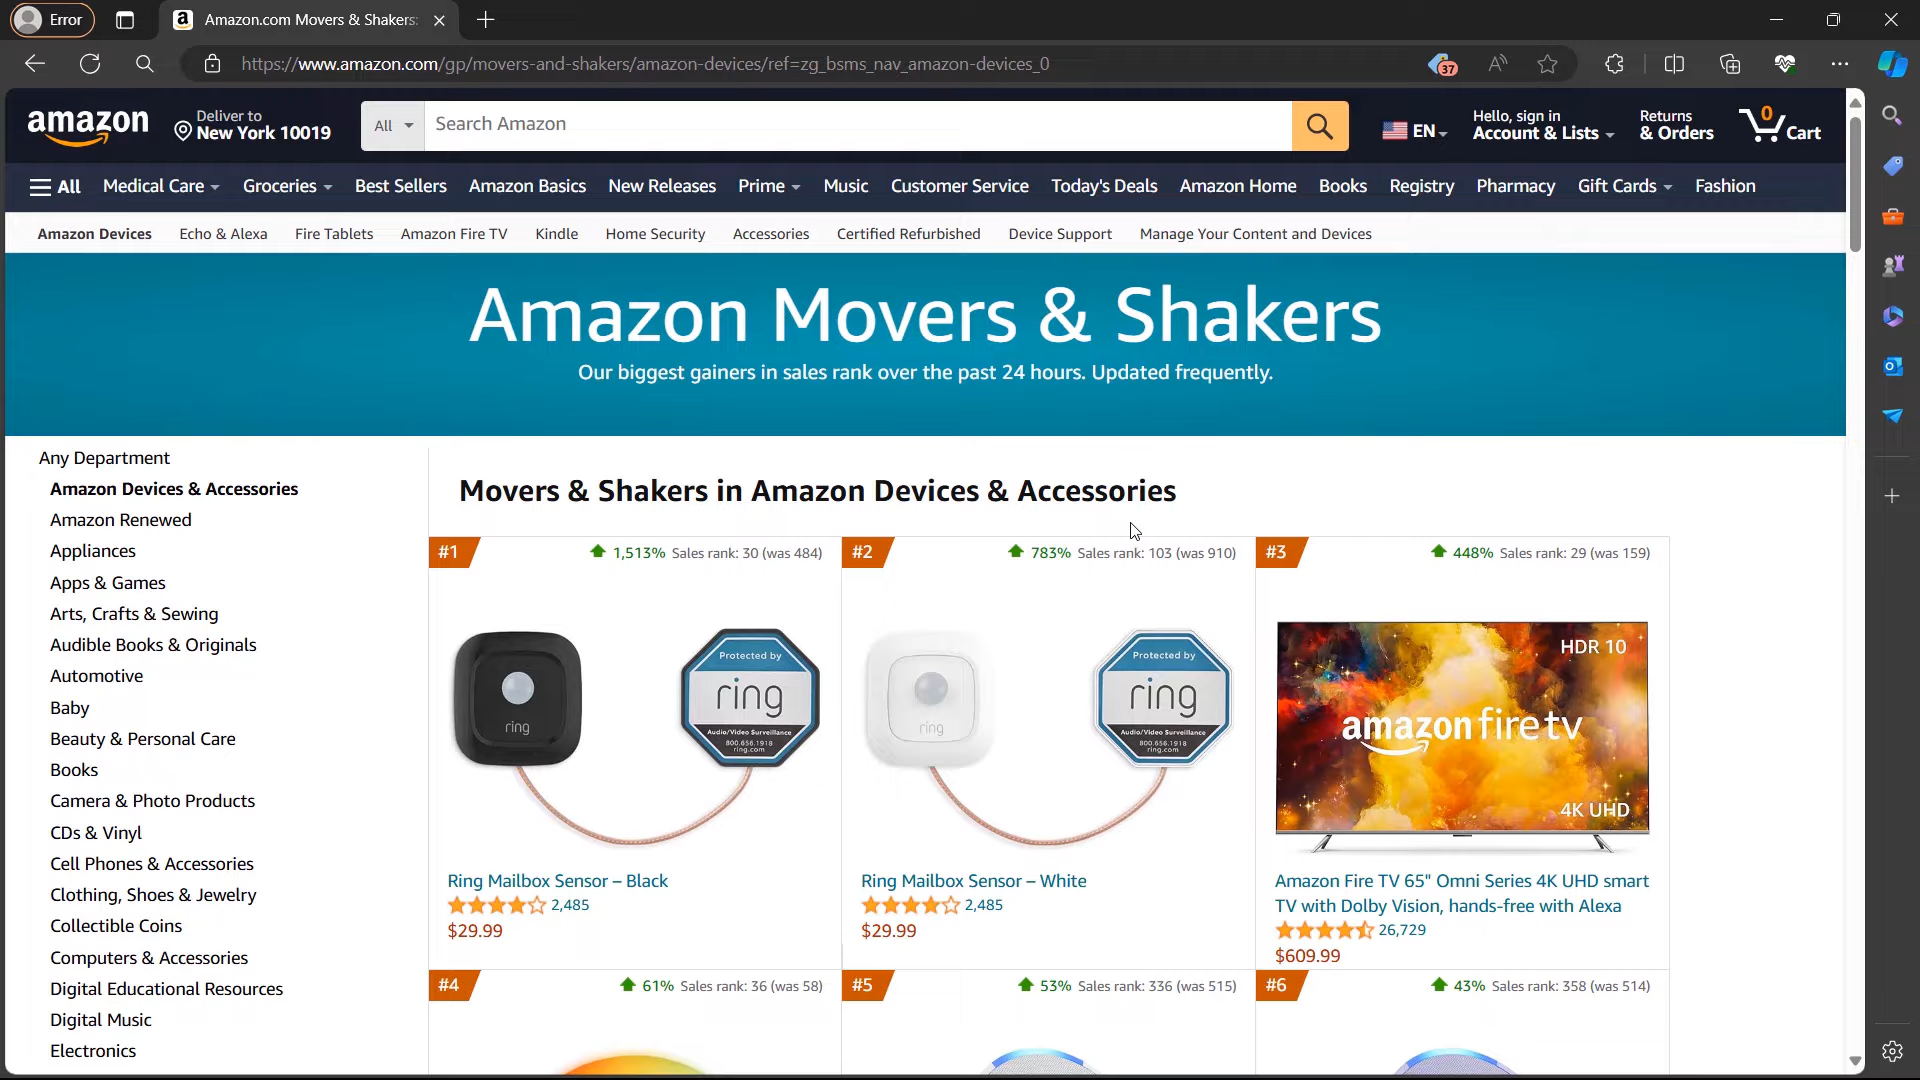 Error
Amazon.com Movers & Shakers:
https://www.amazon.com/gp/movers-and-shakers/amazon-devices/ref=zg_bsms_nav_amazon-devices_0
37
amazon
Deliver to
New York 10019
All
Search Amazon
EN
Hello, sign in
Account & Lists
Returns
& Orders
0
Cart
All Medical Care Groceries Best Sellers Amazon Basics New Releases Prime Music Customer Service Today's Deals Amazon Home Books Registry Pharmacy Gift Cards Fashion
Amazon Devices Echo & Alexa Fire Tablets Amazon Fire TV Kindle Home Security Accessories Certified Refurbished Device Support Manage Your Content and Devices
Amazon Movers & Shakers
Our biggest gainers in sales rank over the past 24 hours. Updated frequently.
Any Department
Amazon Devices & Accessories
Amazon Renewed
Appliances
Apps & Games
Arts, Crafts & Sewing
Audible Books & Originals
Automotive
Baby
Beauty & Personal Care
Books
Camera & Photo Products
CDs & Vinyl
Cell Phones & Accessories
Clothing, Shoes & Jewelry
Collectible Coins
Computers & Accessories
Digital Educational Resources
Digital Music
Electronics
Movers & Shakers in Amazon Devices & Accessories
#1
1,513% Sales rank: 30 (was 484)
ring
Protected by
ring
Audio/Video Surveillance
800.656.1918
ring.com
Ring Mailbox Sensor – Black
2,485
$29.99
#2
783% Sales rank: 103 (was 910)
ring
Protected by
ring
Audio/Video Surveillance
800.656.1918
ring.com
Ring Mailbox Sensor – White
2,485
$29.99
#3
448% Sales rank: 29 (was 159)
HDR 10
amazon fire tv
4K UHD
Amazon Fire TV 65" Omni Series 4K UHD smart
TV with Dolby Vision, hands-free with Alexa
26,729
$609.99
#4
61% Sales rank: 36 (was 58)
#5
53% Sales rank: 336 (was 515)
#6
43% Sales rank: 358 (was 514)